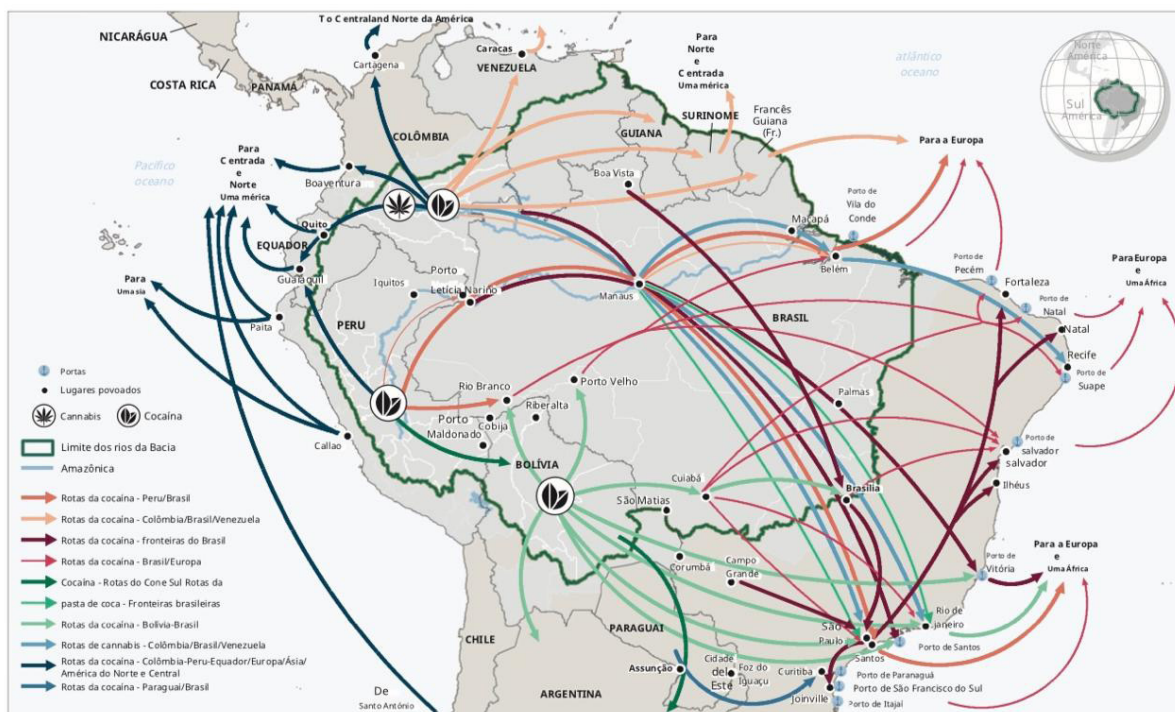 To Centraland Norte da América
NICARÁGUA
COSTA RICA
PANAMÁ
Cartagena
Caracas
VENEZUELA
COLÔMBIA
Para
Norte
e
C entrada
Uma mérica
atlântico
oceano
Norte
América
Sul
América
GUIANA
SURINOME
Francês
Guiana (Fr.)
Para a Europa
Pacífico
oceano
Para
C entrada
e
Norte
Uma mérica
Boaventura
Boa Vista
Quito
EQUADOR
Guaiaquil
Macapá
Porto de
Vila do
Conde
Belém
Para
Uma sia
Iquitos
Porto
Letícia Narino
Manaus
BRASIL
Porto de
Pecém
Fortaleza
Porto de
Natal
Natal
Para Europa
e
Uma África
Paita
PERU
Recife
Porto de
Suape
Portas
Lugares povoados
Cannabis
Cocaína
Limite dos rios da Bacia
Amazônica
Rio Branco
Porto Velho
Riberalta
Porto
Maldonado
Cobija
Palmas
Callao
BOLÍVIA
Cuiabá
São Matias
Brasília
Porto de
salvador
salvador
Ilhéus
Rotas da cocaína - Peru/Brasil
Rotas da cocaína - Colômbia/Brasil/Venezuela
Rotas da cocaína - fronteiras do Brasil
Rotas da cocaína - Brasil/Europa
Cocaína - Rotas do Cone Sul Rotas da
pasta de coca - Fronteiras brasileiras
Rotas da cocaína - Bolivia-Brasil
Rotas de cannabis - Colômbia/Brasil/Venezuela
Rotas da cocaína - Colômbia-Peru-Equador/Europa/Ásia/
América do Norte e Central
Rotas da cocaína - Paraguai/Brasil
Corumbá
Campo
Grande
Porto de
Vitória
Para a Europa
e
Uma África
CHILE
PARAGUAI
Assunção
Cidade
del
Este
Foz do
Iguaçu
São
Paulo
Santos
Rio de
janeiro
Porto de Santos
Curitiba
Porto de Paranaguá
Porto de São Francisco do Sul
Joinville
Porto de Itajaí
ARGENTINA
De
Santo António